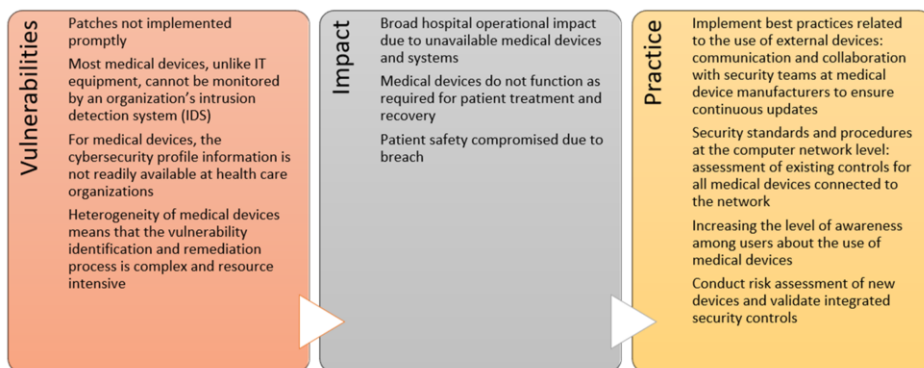 Vulnerabilities
Patches not implemented
promptly
Most medical devices, unlike IT
equipment, cannot be monitored
by an organization's intrusion
detection system (IDS)
For medical devices, the
cybersecurity profile information is
not readily available at health care
organizations
Heterogeneity of medical devices
means that the vulnerability
identification and remediation
process is complex and resource
intensive
Impact
Broad hospital operational impact
due to unavailable medical devices
and systems
Medical devices do not function as
required for patient treatment and
recovery
Patient safety compromised due to
breach
Practice
Implement best practices related
to the use of external devices:
communication and collaboration
with security teams at medical
device manufacturers to ensure
continuous updates
Security standards and procedures
at the computer network level:
assessment of existing controls for
all medical devices connected to
the network
Increasing the level of awareness
among users about the use of
medical devices
Conduct risk assessment of new
devices and validate integrated
security controls